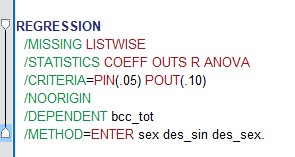 REGRESSION
/MISSING LISTWISE
/STATISTICS COEFF OUTS R ANOVA
/CRITERIA=PIN(.05) POUT(.10)
/NOORIGIN
/DEPENDENT bcc_tot
/METHOD=ENTER sex des_sin des_sex.